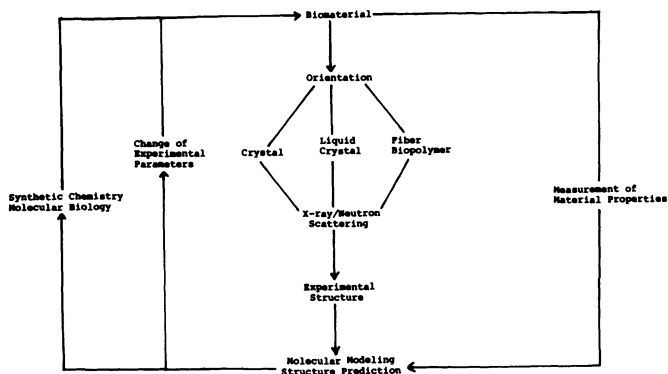 Biomaterial
Orientation
Crystal
Liquid
Crystal
Fiber
Biopolymer
Change of
Experimental
Parameters
Synthetic Chemistry
Molecular Biology
Measurement of
Material Properties
X-ray/Neutron
Scattering
Experimental
Structure
Molecular Modeling
Structure Prediction